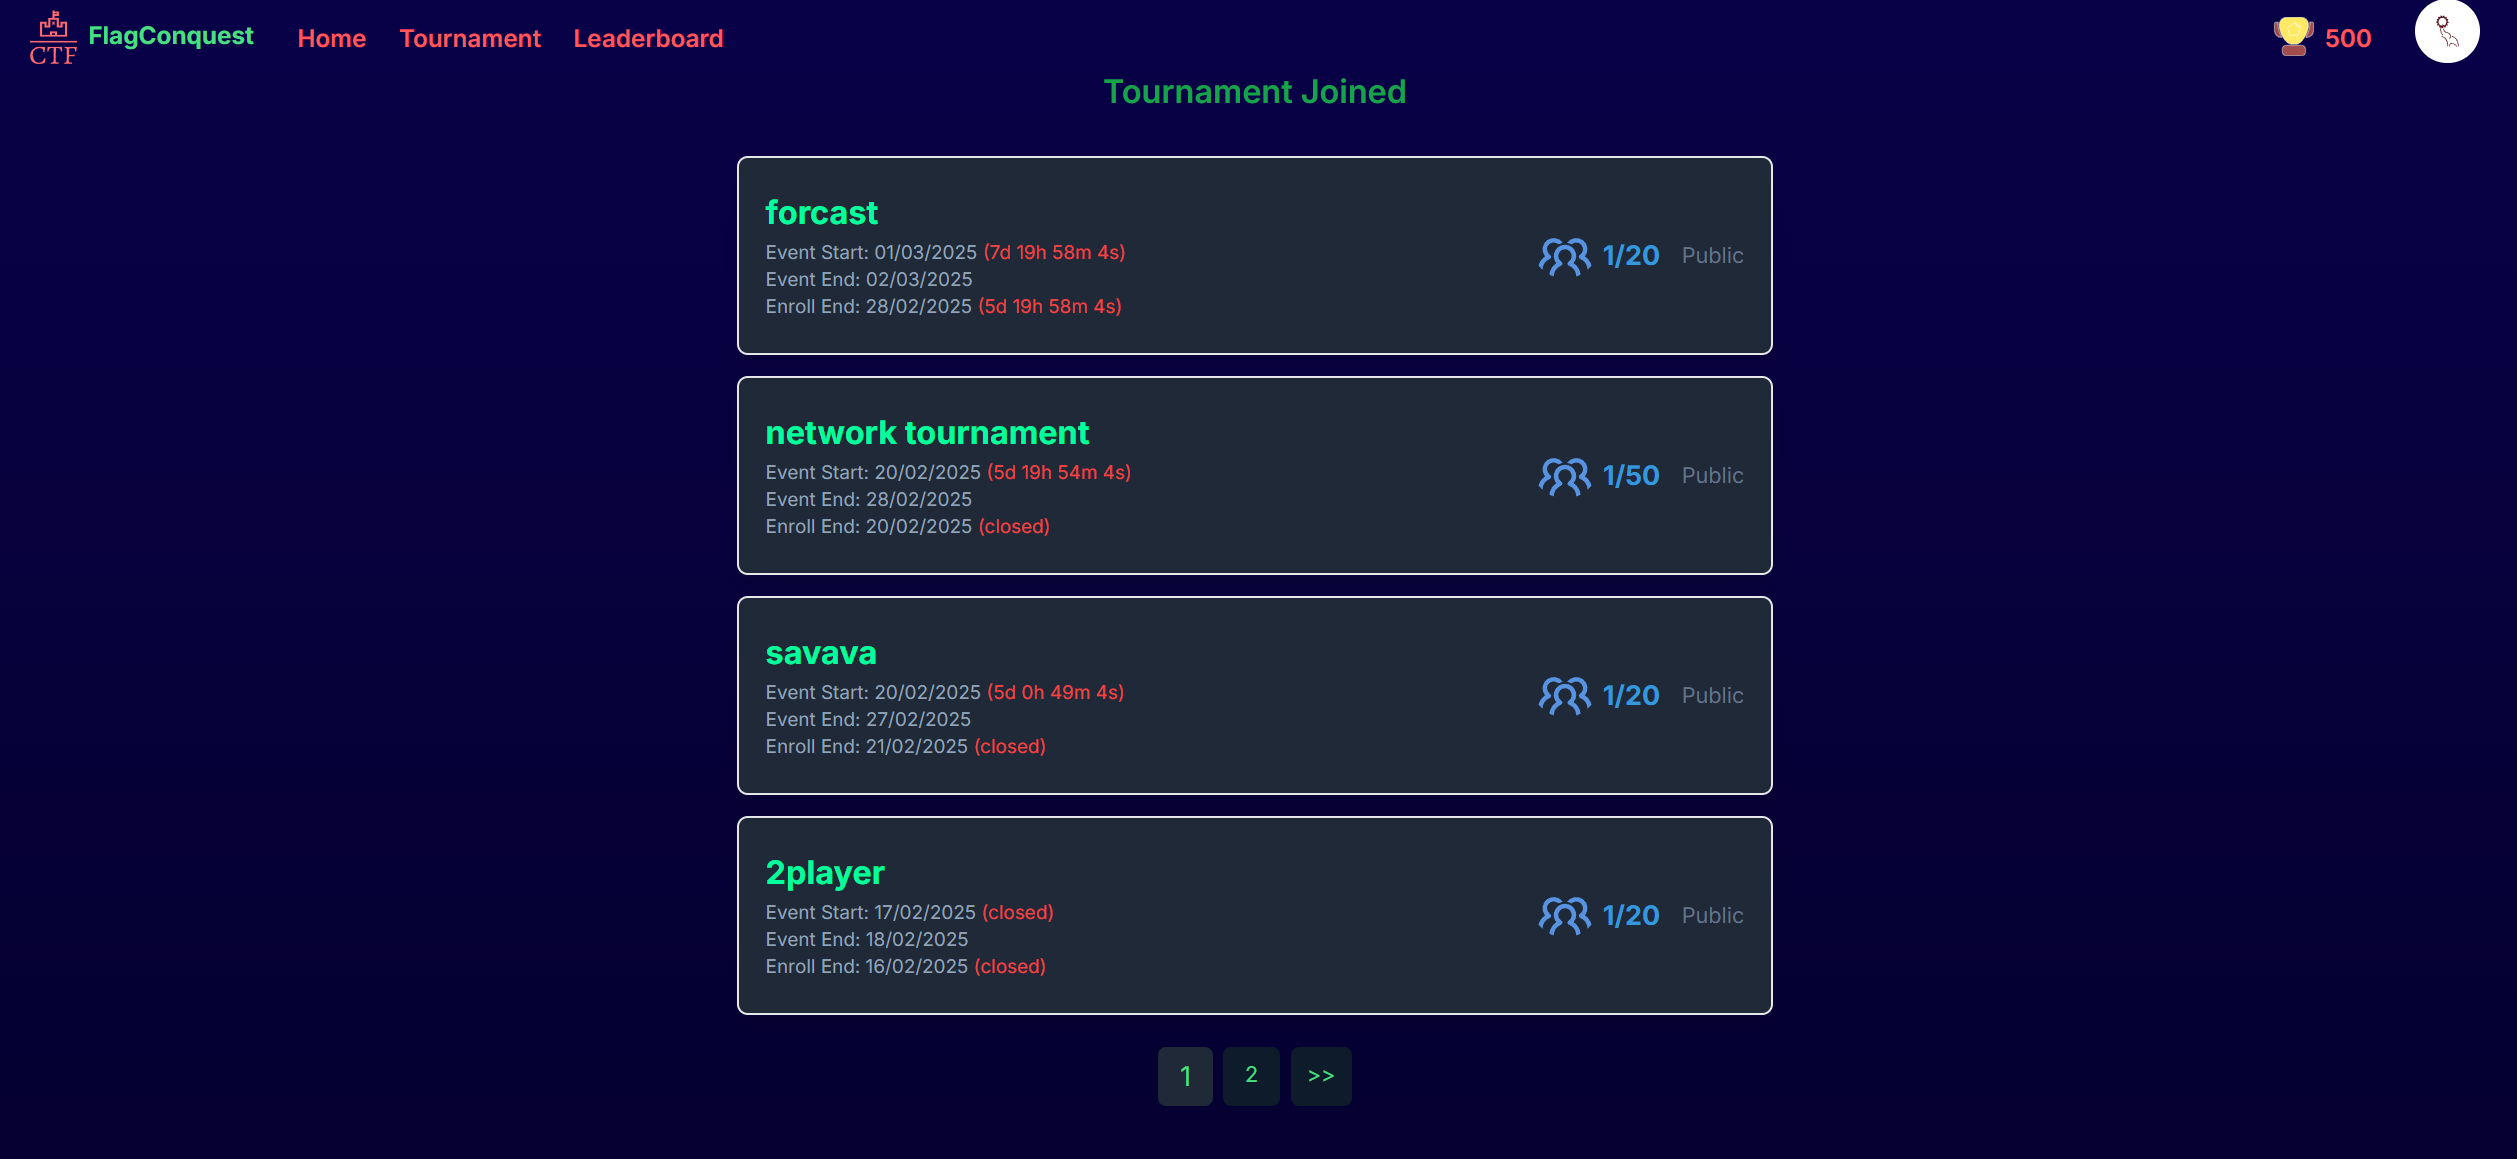 CTF
FlagConquest
Home
Tournament
Leaderboard
500
Tournament Joined
forcast
Event Start: 01/03/2025 (7d 19h 58m 4s)
Event End: 02/03/2025
Enroll End: 28/02/2025 (5d 19h 58m 4s)
1/20
Public
network tournament
Event Start: 20/02/2025 (5d 19h 54m 4s)
Event End: 28/02/2025
Enroll End: 20/02/2025 (closed)
1/50
Public
savava
Event Start: 20/02/2025 (5d 0h 49m 4s)
Event End: 27/02/2025
Enroll End: 21/02/2025 (closed)
1/20
Public
2player
Event Start: 17/02/2025 (closed)
Event End: 18/02/2025
Enroll End: 16/02/2025 (closed)
1/20
Public
1
2
>>